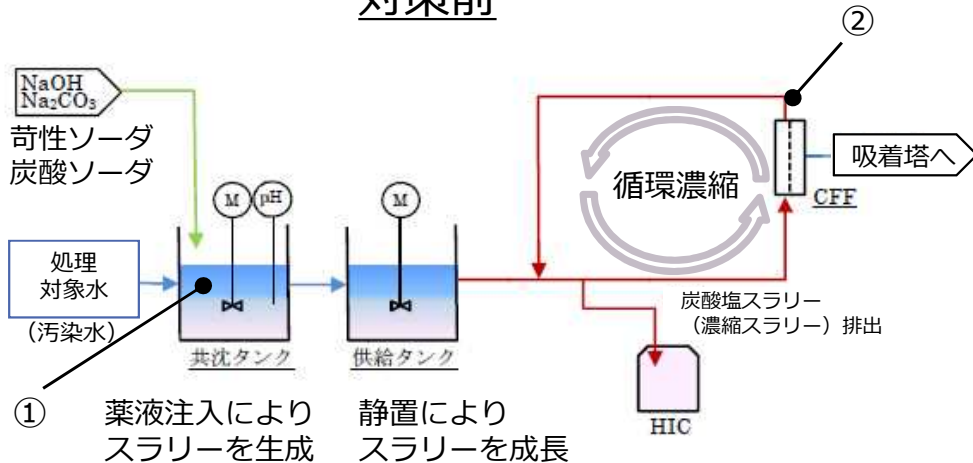 対策前
②
NaOH
Na₂CO₃
苛性ソーダ
炭酸ソーダ
吸着塔へ
循環濃縮
CFF
M
pH
M
処理
対象水
(汚染水)
炭酸塩スラリー
（濃縮スラリー）排出
共沈タンク
供給タンク
①
薬液注入により
スラリーを生成
静置により
スラリーを成長
HIC